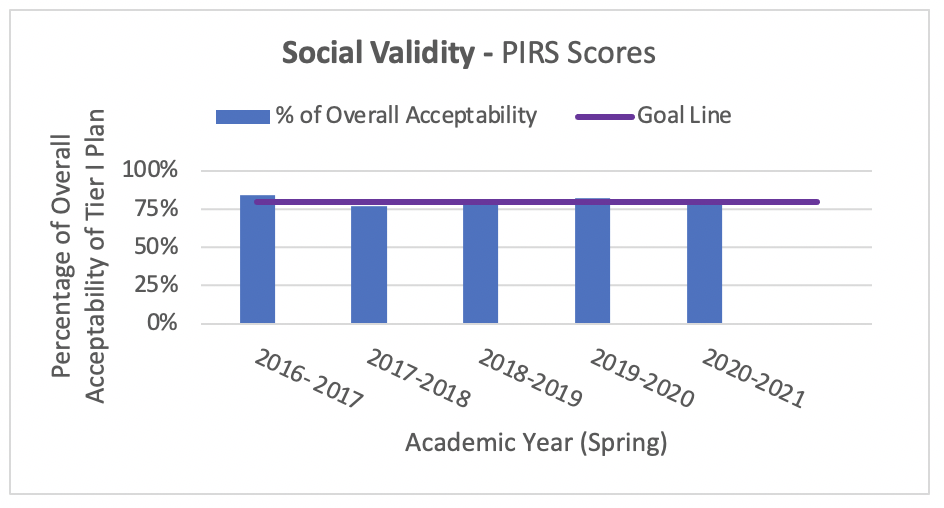 Social Validity - PIRS Scores
% of Overall Acceptability
Goal Line
Percentage of Overall
Acceptability of Tier I Plan
100%
75%
50%
25%
0%
2016- 2017
2017-2018
2018-2019
2019-2020
2020-2021
Academic Year (Spring)